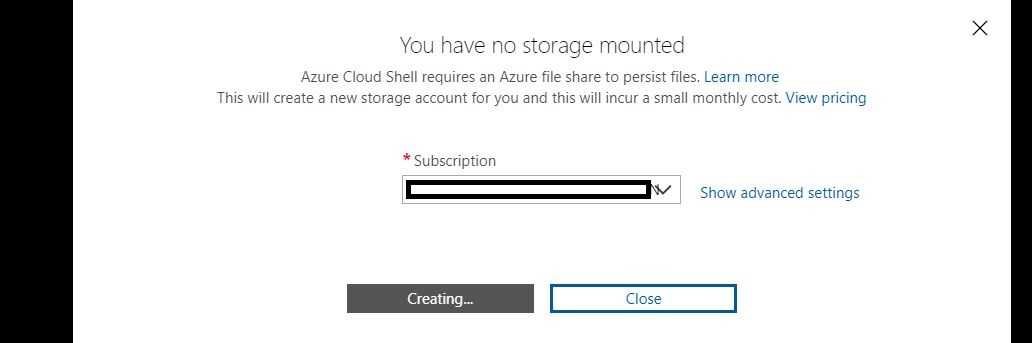 You have no storage mounted
Azure Cloud Shell requires an Azure file share to persist files. Learn more
This will create a new storage account for you and this will incur a small monthly cost. View pricing
* Subscription
Show advanced settings
Creating... Close